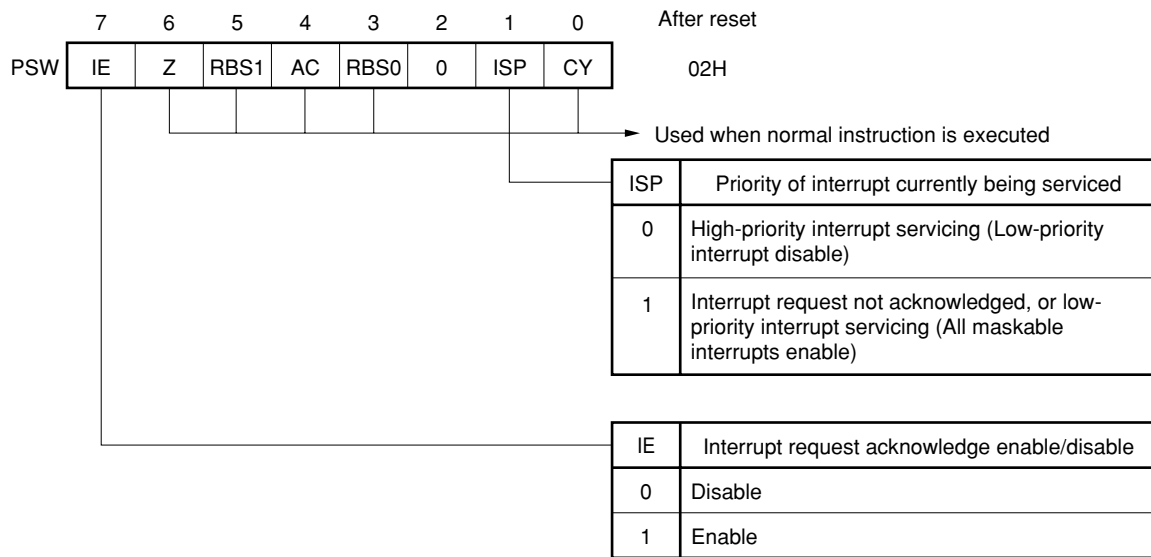 7 6 5 4 3 2 1 0 After reset
PSW IE Z RBS1 AC RBS0 0 ISP CY 02H
Used when normal instruction is executed
ISP Priority of interrupt currently being serviced
0 High-priority interrupt servicing (Low-priority
interrupt disable)
1 Interrupt request not acknowledged, or low-
priority interrupt servicing (All maskable
interrupts enable)
IE Interrupt request acknowledge enable/disable
0 Disable
1 Enable